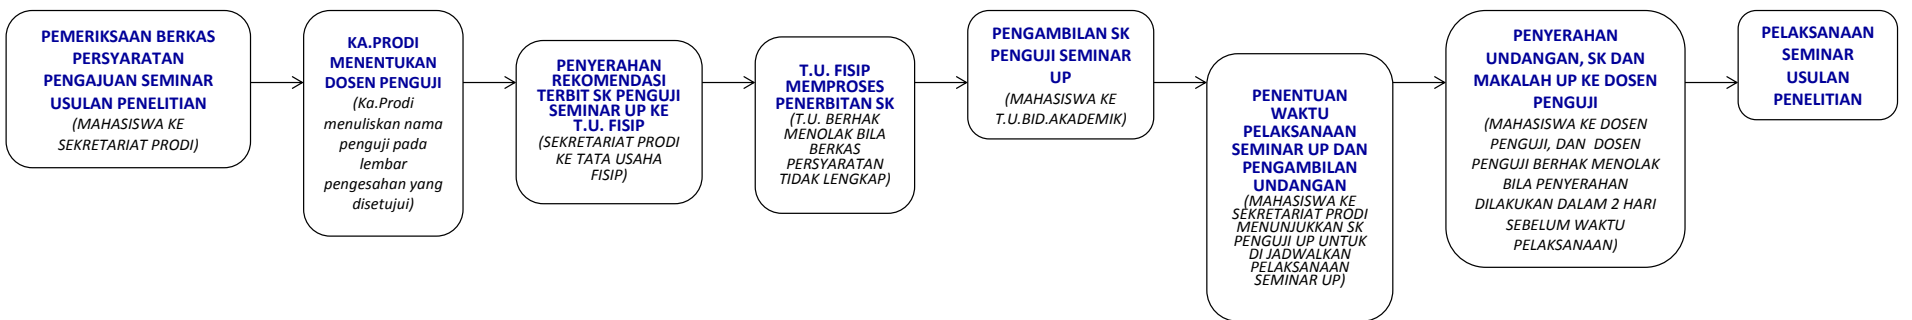 PEMERIKSAAN BERKAS
PERSYARATAN
PENGAJUAN SEMINAR
USULAN PENELITIAN
(MAHASISWA KE
SEKRETARIAT PRODI)
KA.PRODI
MENENTUKAN
DOSEN PENGUJI
(Ka.Prodi
menuliskan nama
penguji pada
lembar
pengesahan yang
disetujui)
PENYERAHAN
REKOMENDASI
TERBIT SK PENGUJI
SEMINAR UP KE
T.U. FISIP
(SEKRETARIAT PRODI
KE TATA USAHA
FISIP)
T.U. FISIP
MEMPROSES
PENERBITAN SK
(T.U. BERHAK
MENOLAK BILA
BERKAS
PERSYARATAN
TIDAK LENGKAP)
PENGAMBILAN SK
PENGUJI SEMINAR
UP
(MAHASISWA KE
T.U.BID.AKADEMIK)
PENENTUAN
WAKTU
PELAKSANAAN
SEMINAR UP DAN
PENGAMBILAN
UNDANGAN
(MAHASISWA KE
SEKRETARIAT PRODI
MENUNJUKKAN SK
PENGUJI UP UNTUK
DI JADWALKAN
PELAKSANAAN
SEMINAR UP)
PENYERAHAN
UNDANGAN, SK DAN
MAKALAH UP KE DOSEN
PENGUJI
(MAHASISWA KE DOSEN
PENGUJI, DAN DOSEN
PENGUJI BERHAK MENOLAK
BILA PENYERAHAN
DILAKUKAN DALAM 2 HARI
SEBELUM WAKTU
PELAKSANAAN)
PELAKSANAAN
SEMINAR
USULAN
PENELITIAN